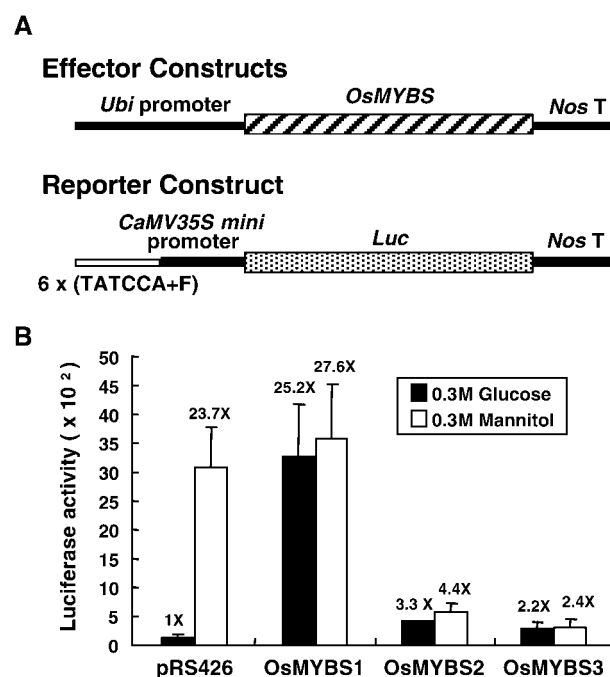 A
Effector Constructs
Ubi promoter OsMYBS Nos T
Reporter Construct
CaMV35S mini promoter Luc Nos T
6 x (TATCCA+F)
B
Luciferase activity ( x 10 2 )
50
45
40
35
30
25
20
15
10
5
0
1X
23.7X
25.2X
27.6X
3.3 X
4.4X
2.2X
2.4X
0.3M Glucose
0.3M Mannitol
pRS426 OsMYBS1 OsMYBS2 OsMYBS3